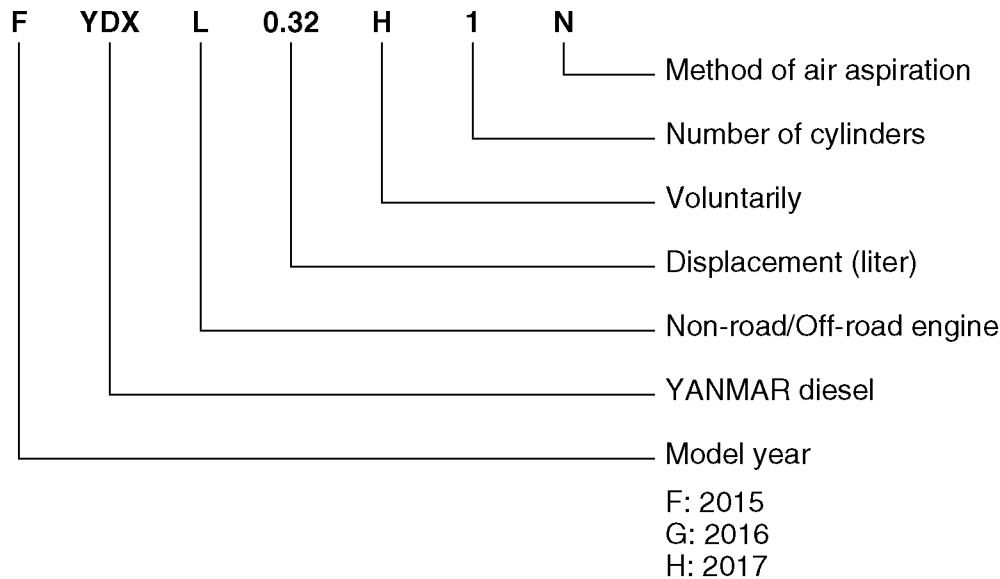 F YDX L 0.32 H 1 N
Method of air aspiration
Number of cylinders
Voluntarily
Displacement (liter)
Non-road/Off-road engine
YANMAR diesel
Model year
F: 2015
G: 2016
H: 2017